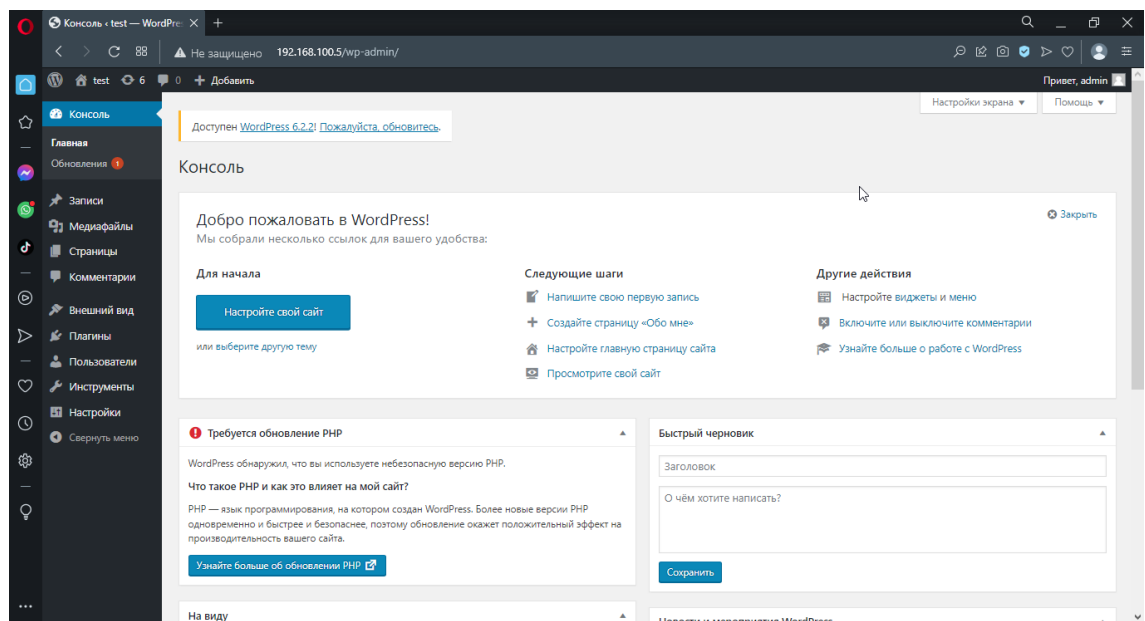 Консоль ‹ test — WordPre
Не защищено 192.168.100.5/wp-admin/
test 6 0 Добавить Привет, admin
Настройки экрана Помощь
Консоль
Главная
Обновления 1
Записи
Медиафайлы
Страницы
Комментарии
Внешний вид
Плагины
Пользователи
Инструменты
Настройки
Свернуть меню
Доступен WordPress 6.2.2! Пожалуйста, обновитесь.
Консоль
Добро пожаловать в WordPress!
Закрыть
Мы собрали несколько ссылок для вашего удобства:
Для начала
Настройте свой сайт
или выберите другую тему
Следующие шаги
Напишите свою первую запись
Создайте страницу «Обо мне»
Настройте главную страницу сайта
Просмотрите свой сайт
Другие действия
Настройте виджеты и меню
Включите или выключите комментарии
Узнайте больше о работе с WordPress
Требуется обновление PHP
WordPress обнаружил, что вы используете небезопасную версию PHP.
Что такое PHP и как это влияет на мой сайт?
PHP — язык программирования, на котором создан WordPress. Более новые версии PHP
одновременно и быстрее и безопаснее, поэтому обновление окажет положительный эффект на
производительность вашего сайта.
Узнайте больше об обновлении PHP
На виду
Быстрый черновик
Заголовок
О чём хотите написать?
Сохранить
Новости и мероприятия WordPress